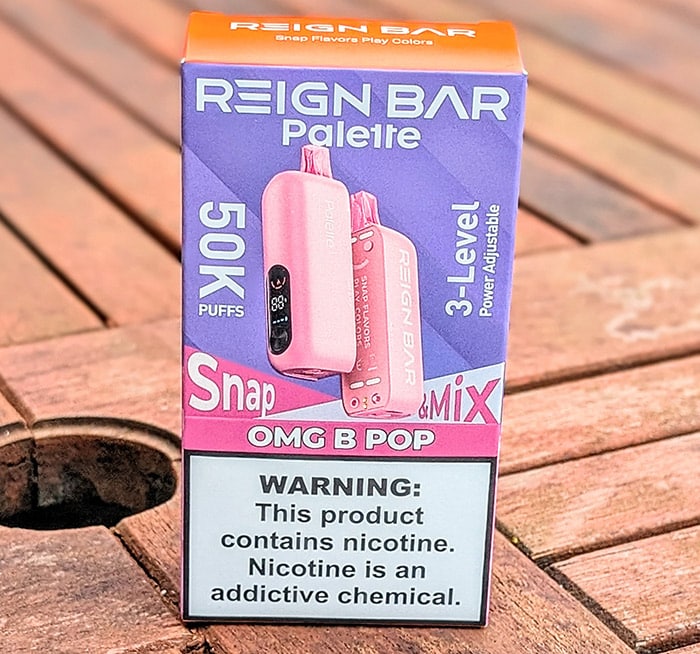 REIGN BAR
Snap Flavors Play Colors
REIGN BAR
Palette
50K
PUFFS
3-Level
Power Adjustable
Palette
88
SNAP FLAVORS
PLAY COLORS
REIGN BAR
Snap
&MiX
OMG B POP
WARNING:
This product
contains nicotine.
Nicotine is an
addictive chemical.